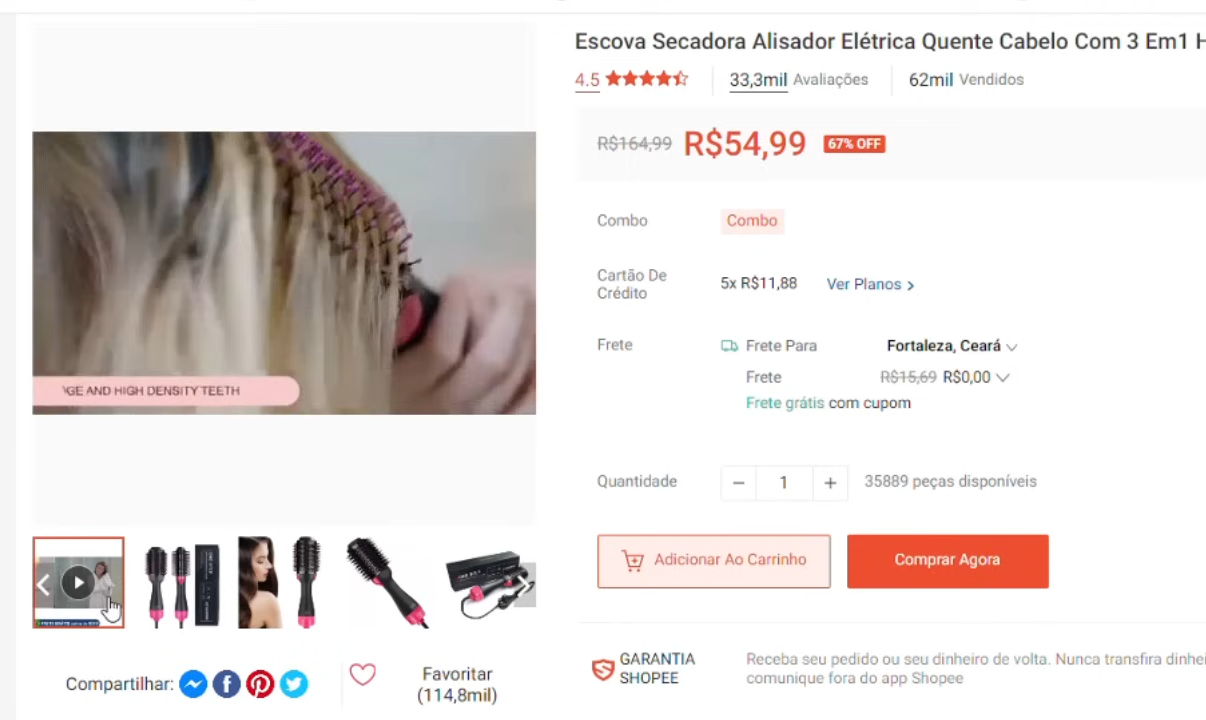 Escova Secadora Alisador Elétrica Quente Cabelo Com 3 Em1
4.5 33,3mil Avaliações 62mil Vendidos
R$164,99 R$54,99 67% OFF
Combo Combo
Cartão De Crédito 5x R$11,88 Ver Planos >
Frete Frete Para Fortaleza, Ceará
Frete R$15,69 R$0,00
Frete grátis com cupom
AND HIGH DENSITY TEETH
Quantidade − 1 + 35889 peças disponíveis
Adicionar Ao Carrinho Comprar Agora
Compartilhar: Favoritar
(114,8mil)
GARANTIA
SHOPEE
Receba seu pedido ou seu dinheiro de volta. Nunca transfira
comunique fora do app Shopee